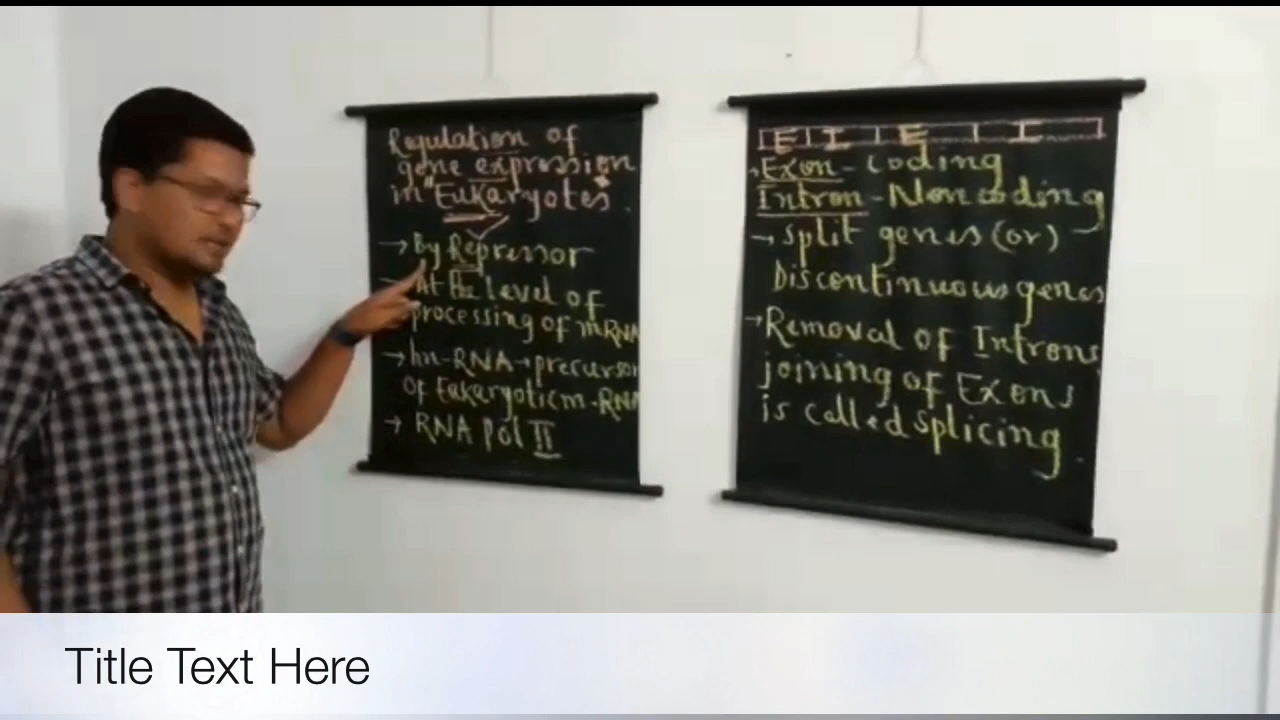 Regulation of
gene expression
in "Eukaryotes".
→ By Repressor
→ At the level of
processing of mRNA
→ hn-RNA → precursor
of Eukaryotic m-RNA
→ RNA pol II
E I E I
→ Exon - Coding
Intron - Noncoding
→ split genes (or)
Discontinuous genes
→ Removal of Introns
joining of Exons
is called splicing.
Title Text Here